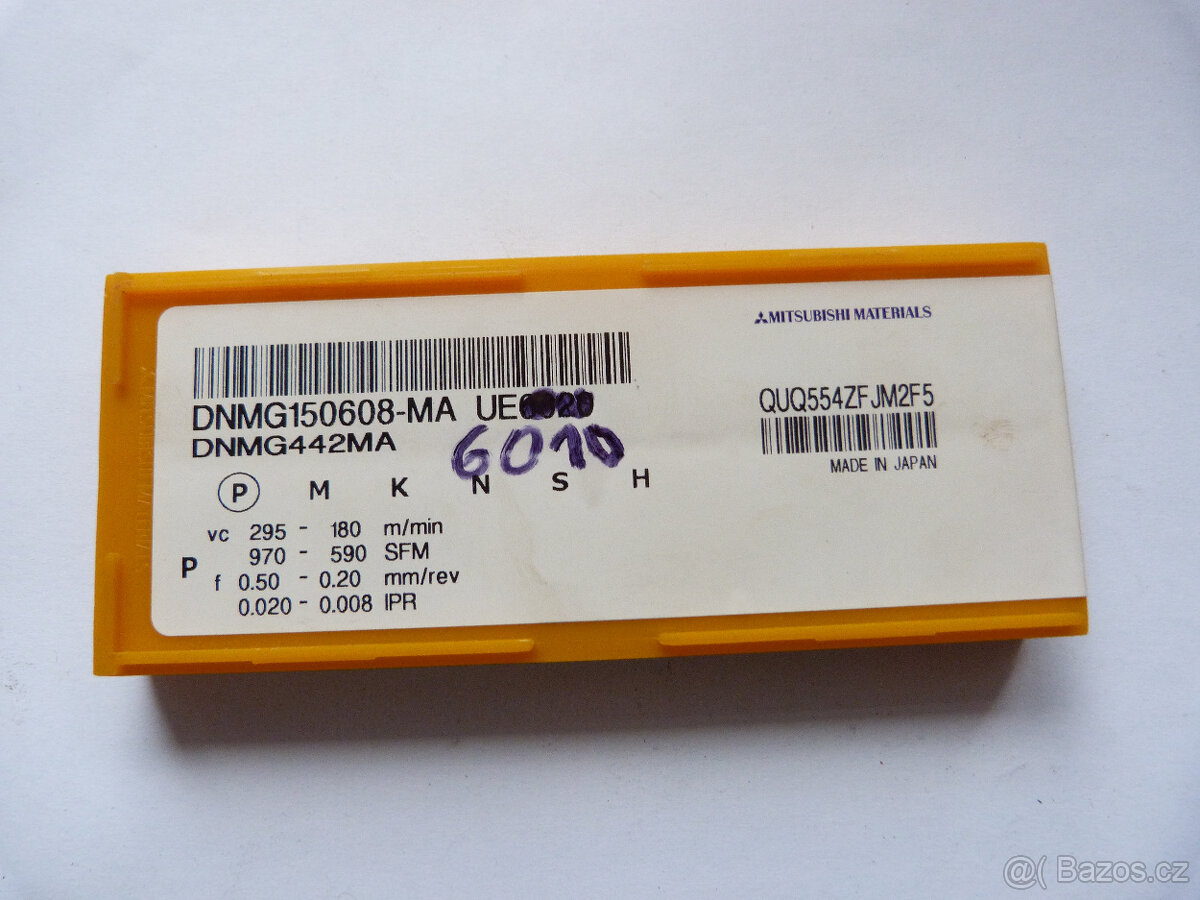 MITSUBISHI MATERIALS
DNMG150608-MA UE
6010
DNMG442MA
QUQ554ZFJM2F5
MADE IN JAPAN
P M K N S H
vc 295 - 180 m/min
970 - 590 SFM
P
f 0.50 - 0.20 mm/rev
0.020 - 0.008 IPR
@( Bazos.cz